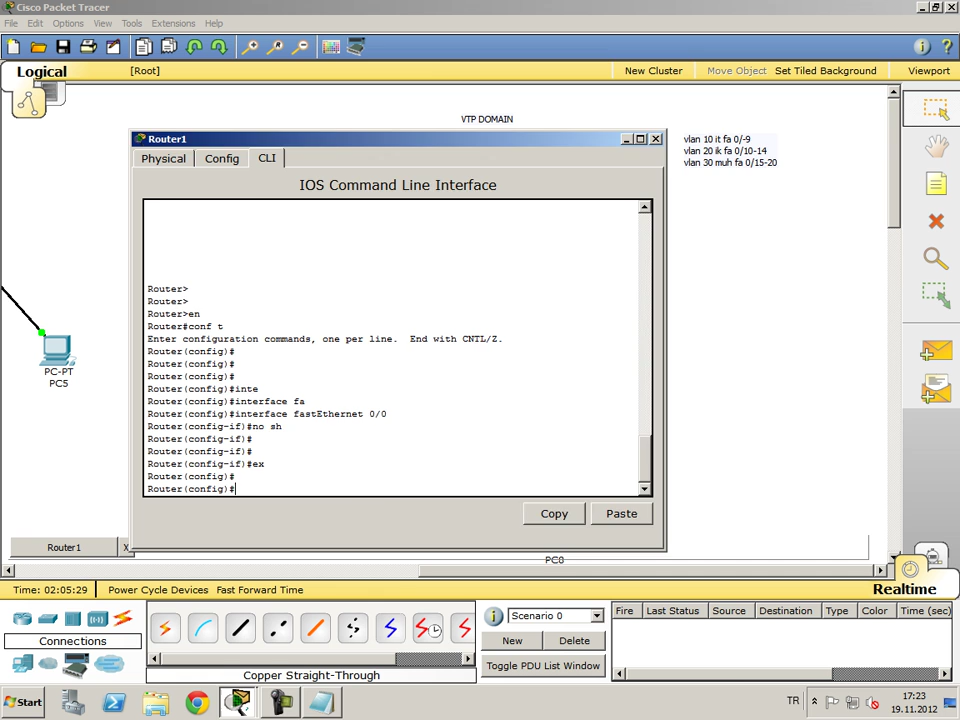 Cisco Packet Tracer
File Edit Options View Tools Extensions Help
Logical
[Root]
New Cluster
Move Object
Set Tiled Background
Viewport
VTP DOMAIN
vlan 10 it fa 0/-9
vlan 20 ik fa 0/10-14
vlan 30 muh fa 0/15-20
Router1
Physical
Config
CLI
IOS Command Line Interface
Router>
Router>
Router>en
Router#conf t
Enter configuration commands, one per line.  End with CNTL/Z.
Router(config)#
Router(config)#
Router(config)#
Router(config)#inte
Router(config)#interface fa
Router(config)#interface fastEthernet 0/0
Router(config-if)#no sh
Router(config-if)#
Router(config-if)#
Router(config-if)#ex
Router(config)#
Router(config)#
Copy
Paste
PC-PT
PC5
Router1
X
PC8
Time: 02:05:29
Power Cycle Devices
Fast Forward Time
Realtime
Connections
Copper Straight-Through
Scenario 0
New
Delete
Toggle PDU List Window
Fire
Last Status
Source
Destination
Type
Color
Time (sec)
Start
TR
17:23
19.11.2012